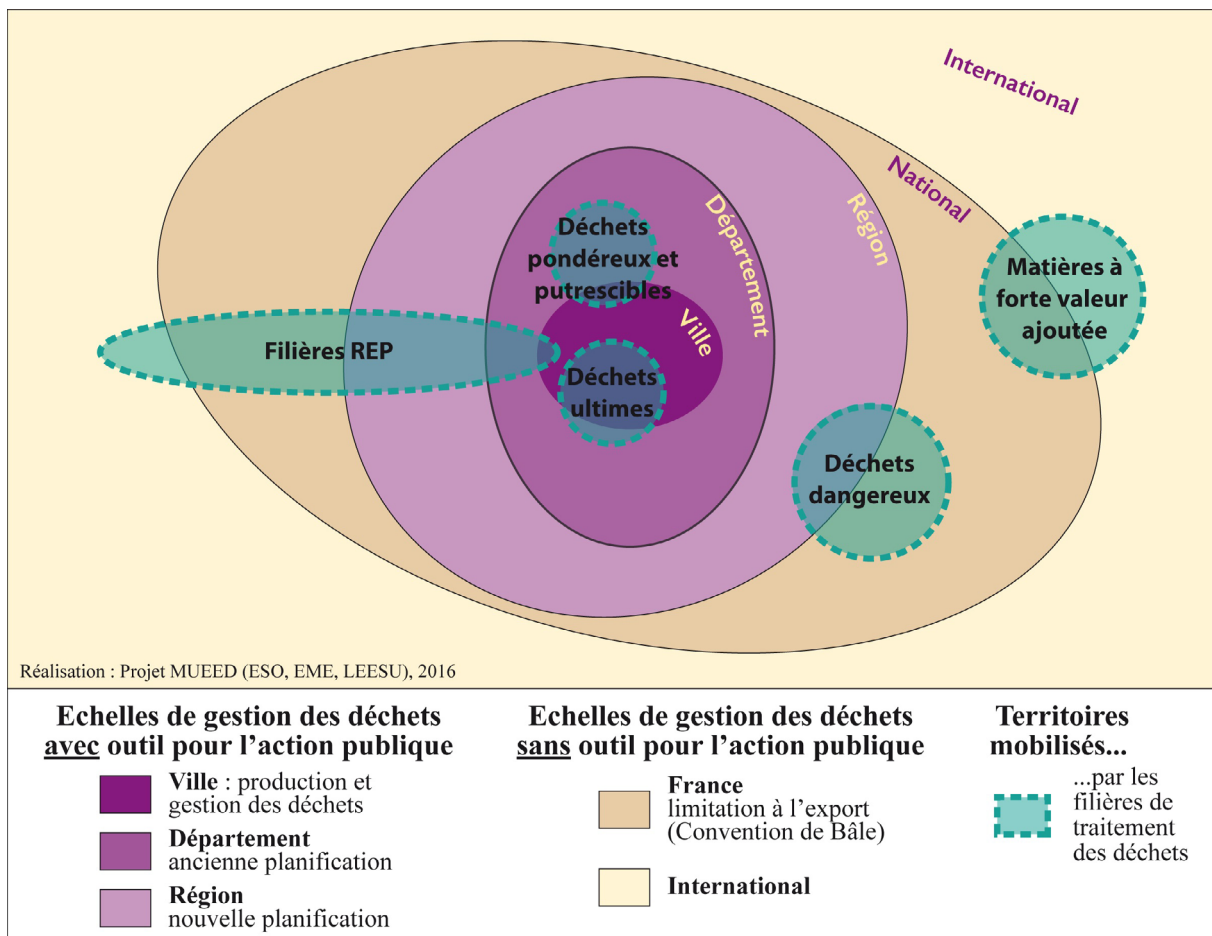 International
National
Région
Département
Ville
Déchets
pondéreux et
putrescibles
Matières à
forte valeur
ajoutée
Filières REP
Déchets
ultimes
Déchets
dangereux
Réalisation : Projet MUEED (ESO, EME, LEESU), 2016
Echelles de gestion des déchets
avec outil pour l’action publique
Ville : production et
gestion des déchets
Département
ancienne planification
Région
nouvelle planification
Echelles de gestion des déchets
sans outil pour l’action publique
France
limitation à l’export
(Convention de Bâle)
International
Territoires
mobilisés...
...par les
filières de
traitement
des déchets